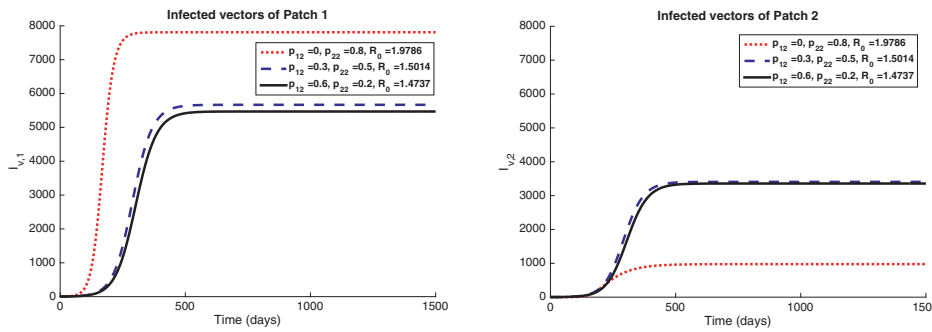 Infected vectors of Patch 1
8000
7000
6000
5000
4000
3000
2000
1000
0
I_{v,1}
p_{12} =0, p_{22} =0.8, R_0 =1.9786
p_{12} =0.3, p_{22} =0.5, R_0 =1.5014
p_{12} =0.6, p_{22} =0.2, R_0 =1.4737
0 500 1000 1500
Time (days)
Infected vectors of Patch 2
8000
7000
6000
5000
4000
3000
2000
1000
0
I_{v,2}
p_{12} =0, p_{22} =0.8, R_0 =1.9786
p_{12} =0.3, p_{22} =0.5, R_0 =1.5014
p_{12} =0.6, p_{22} =0.2, R_0 =1.4737
0 500 1000 150
Time (days)